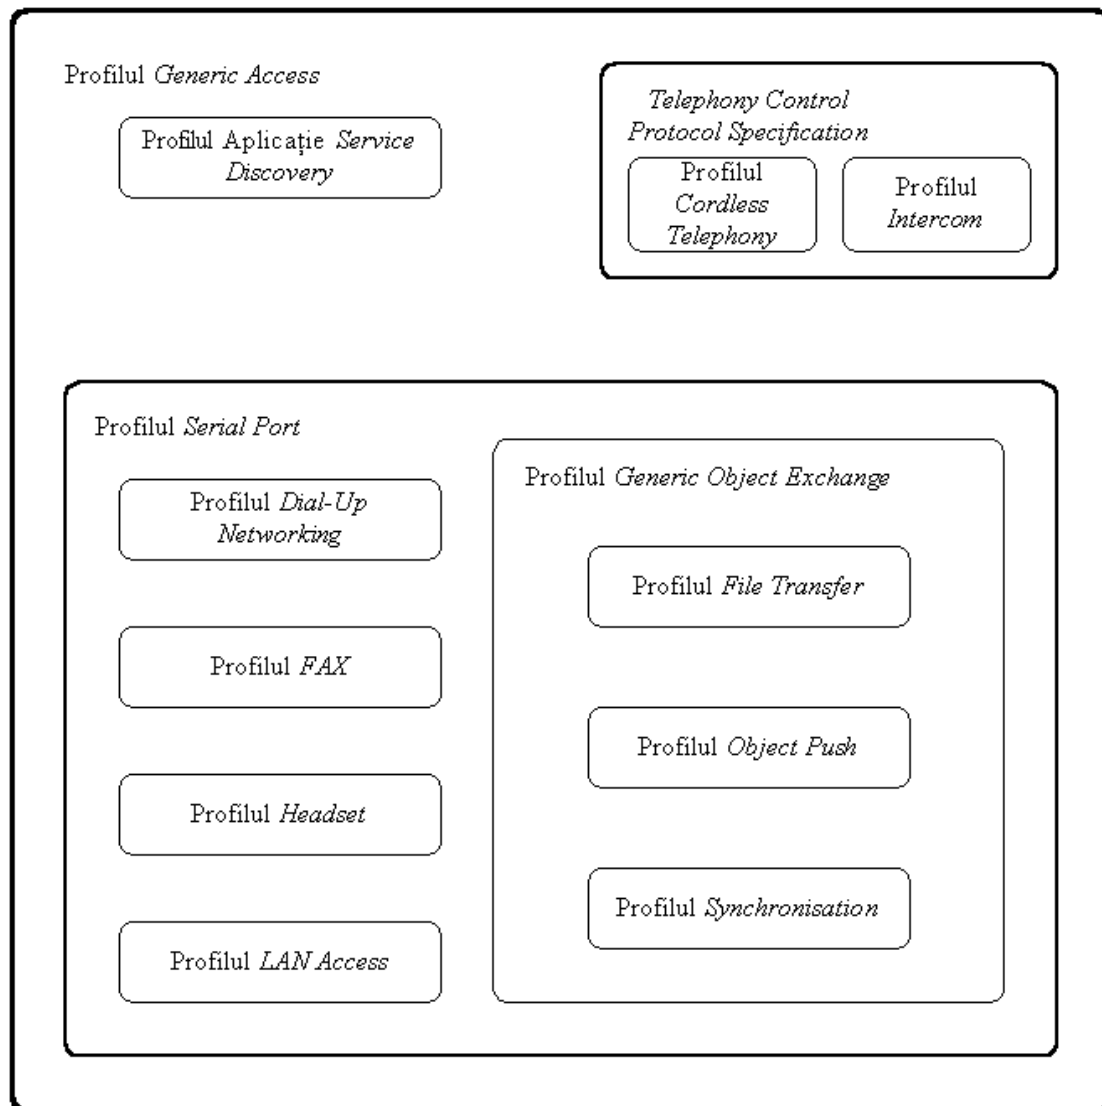 Profilul Generic Access
Profilul Aplicație Service
Discovery
Telephony Control
Protocol Specification
Profilul
Cordless
Telephony
Profilul
Intercom
Profilul Serial Port
Profilul Dial-Up
Networking
Profilul FAX
Profilul Headset
Profilul LAN Access
Profilul Generic Object Exchange
Profilul File Transfer
Profilul Object Push
Profilul Synchronisation